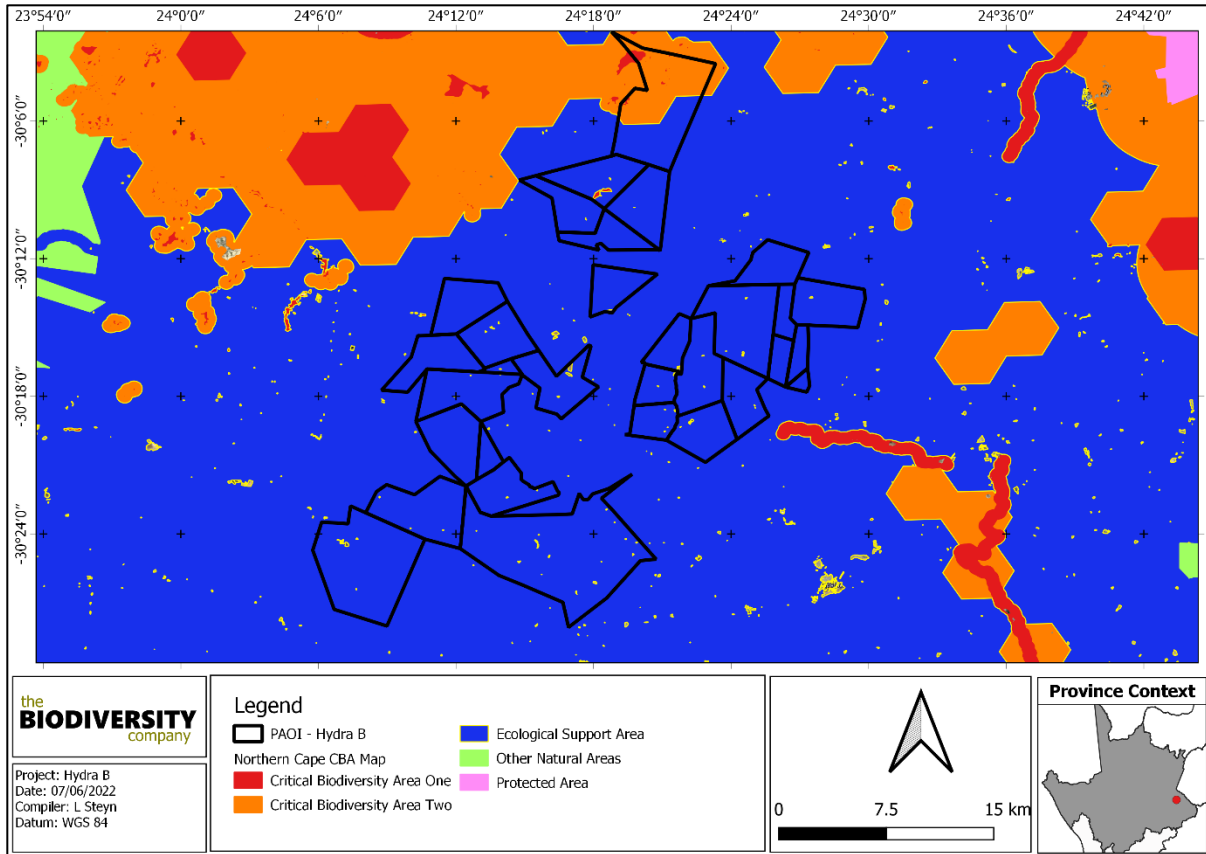 23°54'0" 24°0'0" 24°6'0" 24°12'0" 24°18'0" 24°24'0" 24°30'0" 24°36'0" 24°42'0"
-30°6'0"
-30°12'0"
-30°18'0"
-30°24'0"
the
BIODIVERSITY
company
Project: Hydra B
Date: 07/06/2022
Compiler: L Steyn
Datum: WGS 84
Legend
PAOI - Hydra B
Northern Cape CBA Map
Critical Biodiversity Area One
Critical Biodiversity Area Two
Ecological Support Area
Other Natural Areas
Protected Area
0 7.5 15 km
Province Context